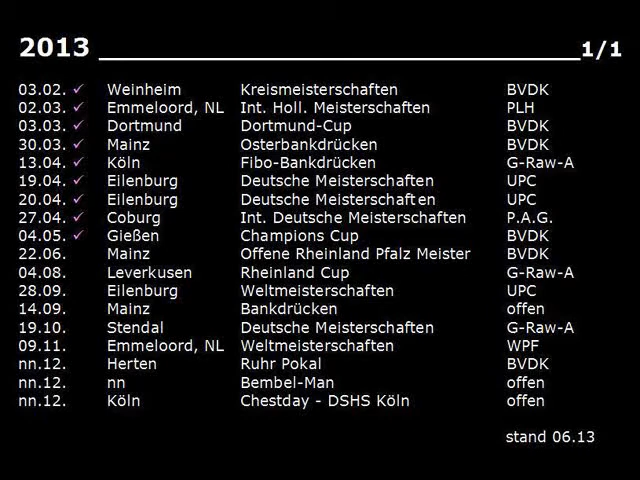 2013 1/1
03.02. ✓ Weinheim Kreismeisterschaften BVDK
02.03. ✓ Emmeloord, NL Int. Holl. Meisterschaften PLH
03.03. ✓ Dortmund Dortmund-Cup BVDK
30.03. ✓ Mainz Osterbankdrücken BVDK
13.04. ✓ Köln Fibo-Bankdrücken G-Raw-A
19.04. ✓ Eilenburg Deutsche Meisterschaften UPC
20.04. ✓ Eilenburg Deutsche Meisterschaften UPC
27.04. ✓ Coburg Int. Deutsche Meisterschaften P.A.G.
04.05. ✓ Gießen Champions Cup BVDK
22.06. Mainz Offene Rheinland Pfalz Meister BVDK
04.08. Leverkusen Rheinland Cup G-Raw-A
28.09. Eilenburg Weltmeisterschaften UPC
14.09. Mainz Bankdrücken offen
19.10. Stendal Deutsche Meisterschaften G-Raw-A
09.11. Emmeloord, NL Weltmeisterschaften WPF
nn.12. Herten Ruhr Pokal BVDK
nn.12. nn Bembel-Man offen
nn.12. Köln Chestday - DSHS Köln offen
stand 06.13